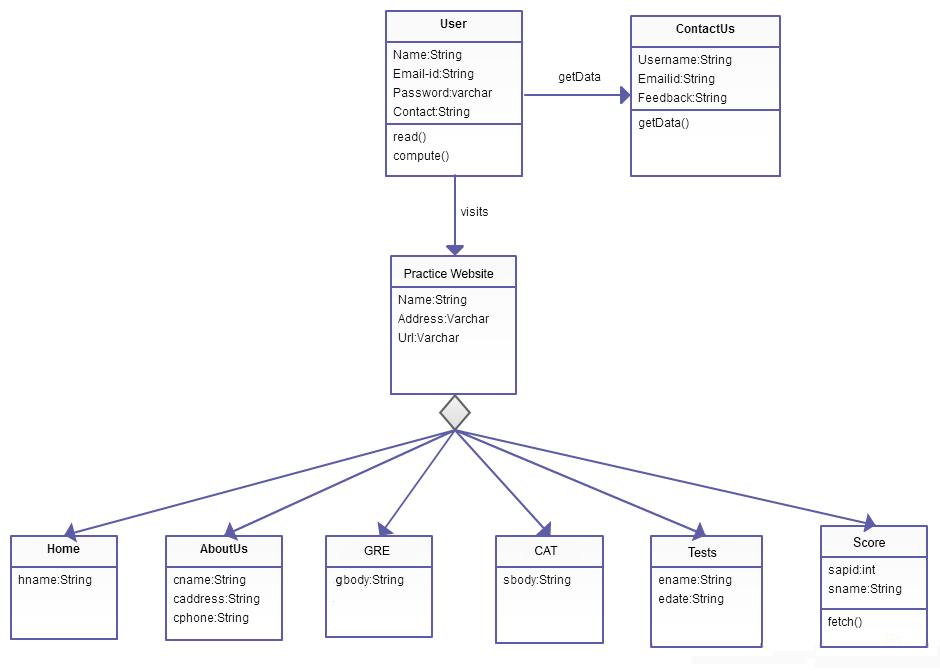 User
Name:String
Email-id:String
Password:varchar
Contact:String
read()
compute()
getData
ContactUs
Username:String
Emailid:String
Feedback:String
getData()
visits
Practice Website
Name:String
Address:Varchar
Url:Varchar
Home
hname:String
AboutUs
cname:String
caddress:String
cphone:String
GRE
gbody:String
CAT
sbody:String
Tests
ename:String
edate:String
Score
sapid:int
sname:String
fetch()